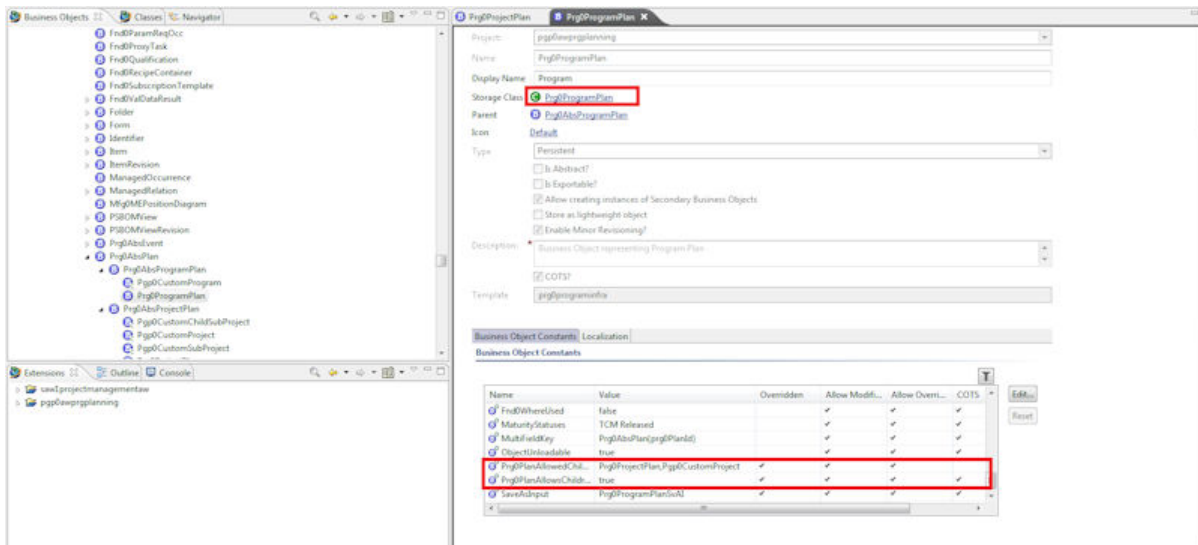 Business Objects Classes Navigator
Fnd0ParamReqOcc
Fnd0ProxyTask
Fnd0Qualification
Fnd0RecipeContainer
Fnd0SubscriptionTemplate
Fnd0ValDataResult
Folder
Form
Identifier
Item
ItemRevision
ManagedOccurrence
ManagedRelation
Mfg0MEPositionDiagram
PSBOMView
PSBOMViewRevision
Prg0AbsEvent
Prg0AbsPlan
Prg0AbsProgramPlan
Pgp0CustomProgram
Prg0ProgramPlan
Prg0AbsProjectPlan
Pgp0CustomChildSubProject
Pgp0CustomProject
Pgp0CustomSubProject
Extensions Outline Console
saw1projectmanagementaw
pgp0awprgplanning
Prg0ProjectPlan Prg0ProgramPlan X
Project: pgp0awprgplanning
Name Prg0ProgramPlan
Display Name Program
Storage Class Prg0ProgramPlan
Parent Prg0AbsProgramPlan
Icon Default
Type Persistent
Is Abstract?
Is Exportable?
Allow creating instances of Secondary Business Objects
Store as lightweight object
Enable Minor Revisioning?
Description: * Business Object representing Program Plan
COTS?
Template prg0programinfra
Business Object Constants Localization
Business Object Constants
Name Value Overridden Allow Modifi... Allow Overri... COTS Edit...
Fnd0WhereUsed false
Reset
MaturityStatuses TCM Released
MultiFieldKey Prg0AbsPlan{prg0PlanId}
ObjectUnloadable true
Prg0PlanAllowedChil... Prg0ProjectPlan,Pgp0CustomProject
Prg0PlanAllowsChildr... true
SaveAsInput Prg0ProgramPlanSvAI